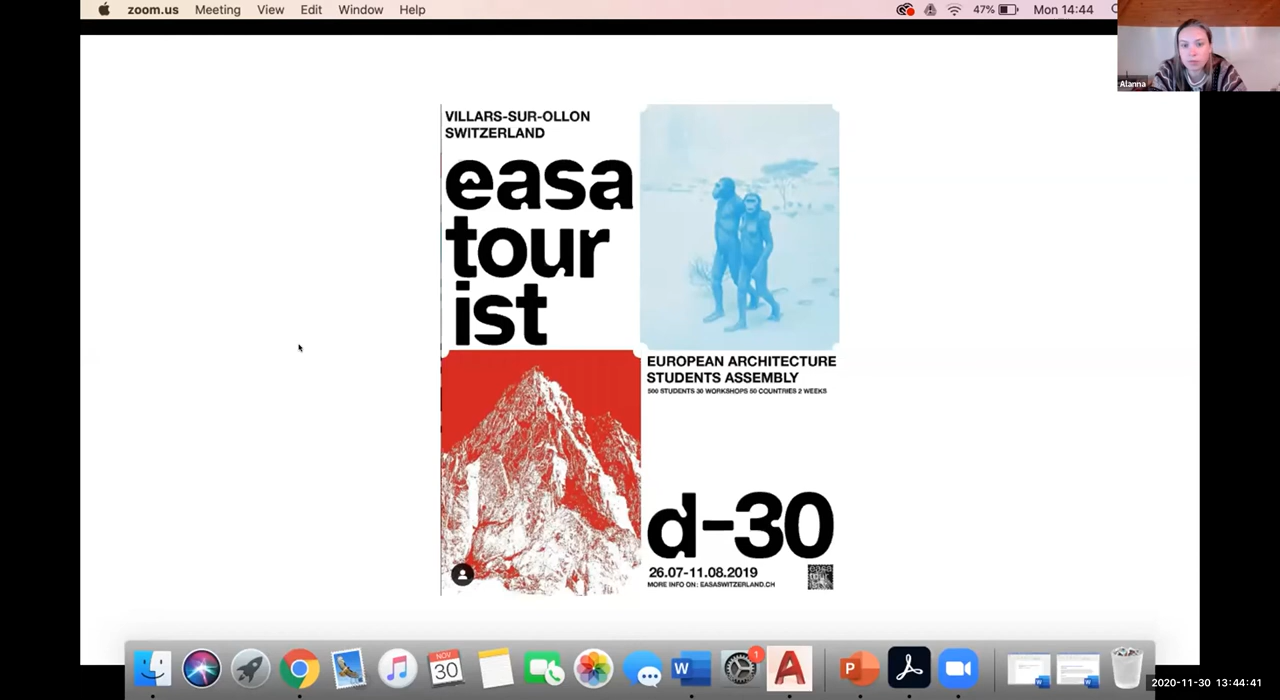 zoom.us Meeting View Edit Window Help
47% Mon 14:44
Alanna
VILLARS-SUR-OLLON
SWITZERLAND
easa
tour
ist
EUROPEAN ARCHITECTURE
STUDENTS ASSEMBLY
500 STUDENTS 30 WORKSHOPS 50 COUNTRIES 2 WEEKS
d-30
26.07-11.08.2019
MORE INFO ON: EASASWITZERLAND.CH
NOV
30
1
W
P
2020-11-30 13:44:41